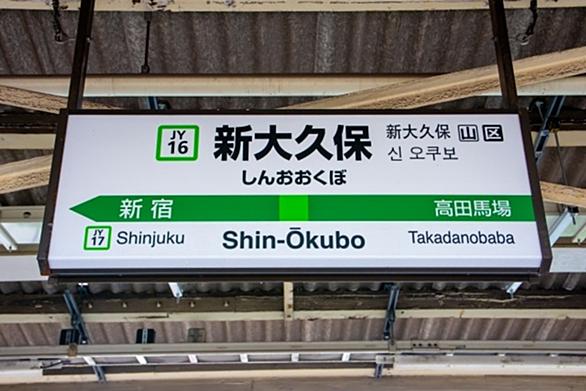 JY
16
新大久保
しんおおくぼ
新大久保 山 区
신 오쿠보
新宿
高田馬場
JY
17
Shinjuku
Shin-Ōkubo
Takadanobaba